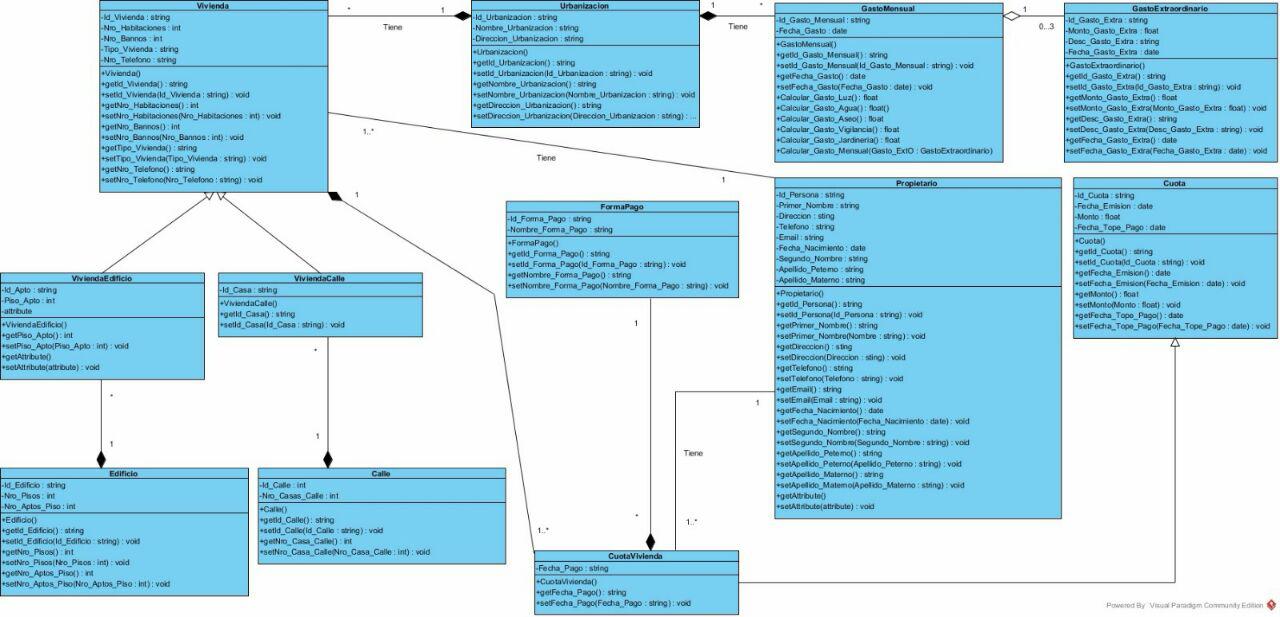 Vivienda
-Id_Vivienda : string
-Nro_Habitaciones : int
-Nro_Bannos : int
-Tipo_Vivienda : string
-Nro_Telefono : string
+Vivienda()
+getId_Vivienda() : string
+setId_Vivienda(Id_Vivienda : string) : void
+getNro_Habitaciones() : int
+setNro_Habitaciones(Nro_Habitaciones : int) : void
+getNro_Bannos() : int
+setNro_Bannos(Nro_Bannos : int) : void
+getTipo_Vivienda() : string
+setTipo_Vivienda(Tipo_Vivienda : string) : void
+getNro_Telefono() : string
+setNro_Telefono(Nro_Telefono : string) : void
*
1
Tiene
Urbanizacion
-Id_Urbanizacion : string
-Nombre_Urbanizacion : string
-Direccion_Urbanizacion : string
+Urbanizacion()
+getId_Urbanizacion() : string
+setId_Urbanizacion(Id_Urbanizacion : string) : void
+getNombre_Urbanizacion() : string
+setNombre_Urbanizacion(Nombre_Urbanizacion : string) : void
+getDireccion_Urbanizacion() : string
+setDireccion_Urbanizacion(Direccion_Urbanizacion : string) : ...
1
*
Tiene
GastoMensual
-Id_Gasto_Mensual : string
-Fecha_Gasto : date
+GastoMensual()
+getId_Gasto_Mensual() : string
+setId_Gasto_Mensual(Id_Gasto_Mensual : string) : void
+getFecha_Gasto() : date
+setFecha_Gasto(Fecha_Gasto : date) : void
+Calcular_Gasto_Luz() : float
+Calcular_Gasto_Agua() : float()
+Calcular_Gasto_Aseo() : float
+Calcular_Gasto_Vigilancia() : float
+Calcular_Gasto_Jardineria() : float
+Calcular_Gasto_Mensual(Gasto_ExtO : GastoExtraordinario)
1
0...3
GastoExtraordinario
-Id_Gasto_Extra : string
-Monto_Gasto_Extra : float
-Desc_Gasto_Extra : string
-Fecha_Gasto_Extra : date
+GastoExtraordinario()
+getId_Gasto_Extra() : string
+setId_Gasto_Extra(Id_Gasto_Extra : string) : void
+getMonto_Gasto_Extra() : float
+setMonto_Gasto_Extra(Monto_Gasto_Extra : float) : void
+getDesc_Gasto_Extra() : string
+setDesc_Gasto_Extra(Desc_Gasto_Extra : string) : void
+getFecha_Gasto_Extra() : date
+setFecha_Gasto_Extra(Fecha_Gasto_Extra : date) : void
1..*
Tiene
1
1
ViviendaEdificio
-Id_Apto : string
-Piso_Apto : int
-attribute
+ViviendaEdificio()
+getPiso_Apto() : int
+setPiso_Apto(Piso_Apto : int) : void
+getAttribute()
+setAttribute(attribute) : void
ViviendaCalle
-Id_Casa : string
+ViviendaCalle()
+getId_Casa() : string
+setId_Casa(Id_Casa : string) : void
FormaPago
-Id_Forma_Pago : string
-Nombre_Forma_Pago : string
+FormaPago()
+getId_Forma_Pago() : string
+setId_Forma_Pago(Id_Forma_Pago : string) : void
+getNombre_Forma_Pago() : string
+setNombre_Forma_Pago(Nombre_Forma_Pago : string) : void
Propietario
-Id_Persona : string
-Primer_Nombre : string
-Direccion : string
-Telefono : string
-Email : string
-Fecha_Nacimiento : date
-Segundo_Nombre : string
-Apellido_Peterno : string
-Apellido_Materno : string
+Propietario()
+getId_Persona() : string
+setId_Persona(Id_Persona : string) : void
+getPrimer_Nombre() : string
+setPrimer_Nombre(Nombre : string) : void
+getDireccion() : sting
+setDireccion(Direccion : string) : void
+getTelefono() : string
+setTelefono(Telefono : string) : void
+getEmail() : string
+setEmail(Email : string) : void
+getFecha_Nacimiento() : date
+setFecha_Nacimiento(Fecha_Nacimiento : date) : void
+getSegundo_Nombre() : string
+setSegundo_Nombre(Segundo_Nombre : string) : void
+getApellido_Peterno() : string
+setApellido_Peterno(Apellido_Peterno : string) : void
+getApellido_Materno() : string
+setApellido_Materno(Apellido_Materno : string) : void
+getAttribute()
+setAttribute(attribute) : void
Cuota
-Id_Cuota : string
-Fecha_Emision : date
-Monto : float
-Fecha_Tope_Pago : date
+Cuota()
+getId_Cuota() : string
+setId_Cuota(Id_Cuota : string) : void
+getFecha_Emision() : date
+setFecha_Emision(Fecha_Emision : date) : void
+getMonto() : float
+setMonto(Monto : float) : void
+getFecha_Tope_Pago() : date
+setFecha_Tope_Pago(Fecha_Tope_Pago : date) : void
*
1
*
1
1
*
1
Tiene
1..*
1..*
Edificio
-Id_Edificio : string
-Nro_Pisos : int
-Nro_Aptos_Piso : int
+Edificio()
+getId_Edificio() : string
+setId_Edificio(Id_Edificio : string) : void
+getNro_Pisos() : int
+setNro_Pisos(Nro_Pisos : int) : void
+getNro_Aptos_Piso() : int
+setNro_Aptos_Piso(Nro_Aptos_Piso : int) : void
Calle
-Id_Calle : int
-Nro_Casas_Calle : int
+Calle()
+getId_Calle() : string
+setId_Calle(Id_Calle : string) : void
+getNro_Casa_Calle() : int
+setNro_Casa_Calle(Nro_Casa_Calle : int) : void
CuotaVivienda
-Fecha_Pago : string
+CuotaVivienda()
+getFecha_Pago() : string
+setFecha_Pago(Fecha_Pago : string) : void
Powered By Visual Paradigm Community Edition